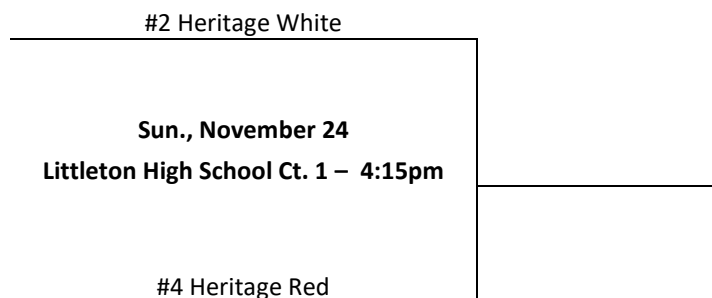 #2 Heritage White
Sun., November 24
Littleton High School Ct. 1 – 4:15pm
#4 Heritage Red